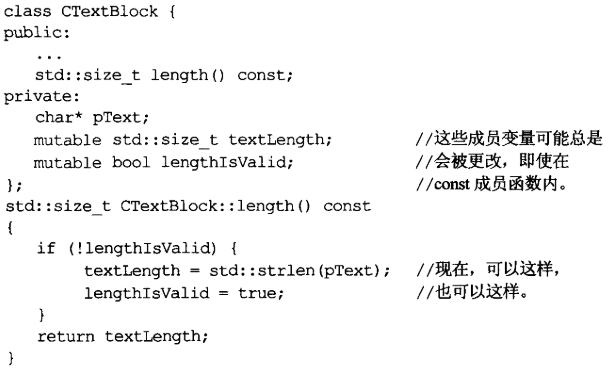 class CTextBlock {
public:
...
std::size_t length() const;
private:
char* pText;
mutable std::size_t textLength; //这些成员变量可能总是
mutable bool lengthIsValid; //会被更改，即使在
}; //const 成员函数内。
std::size_t CTextBlock::length() const
{
if (!lengthIsValid) {
textLength = std::strlen(pText); //现在，可以这样，
lengthIsValid = true; //也可以这样。
}
return textLength;
}